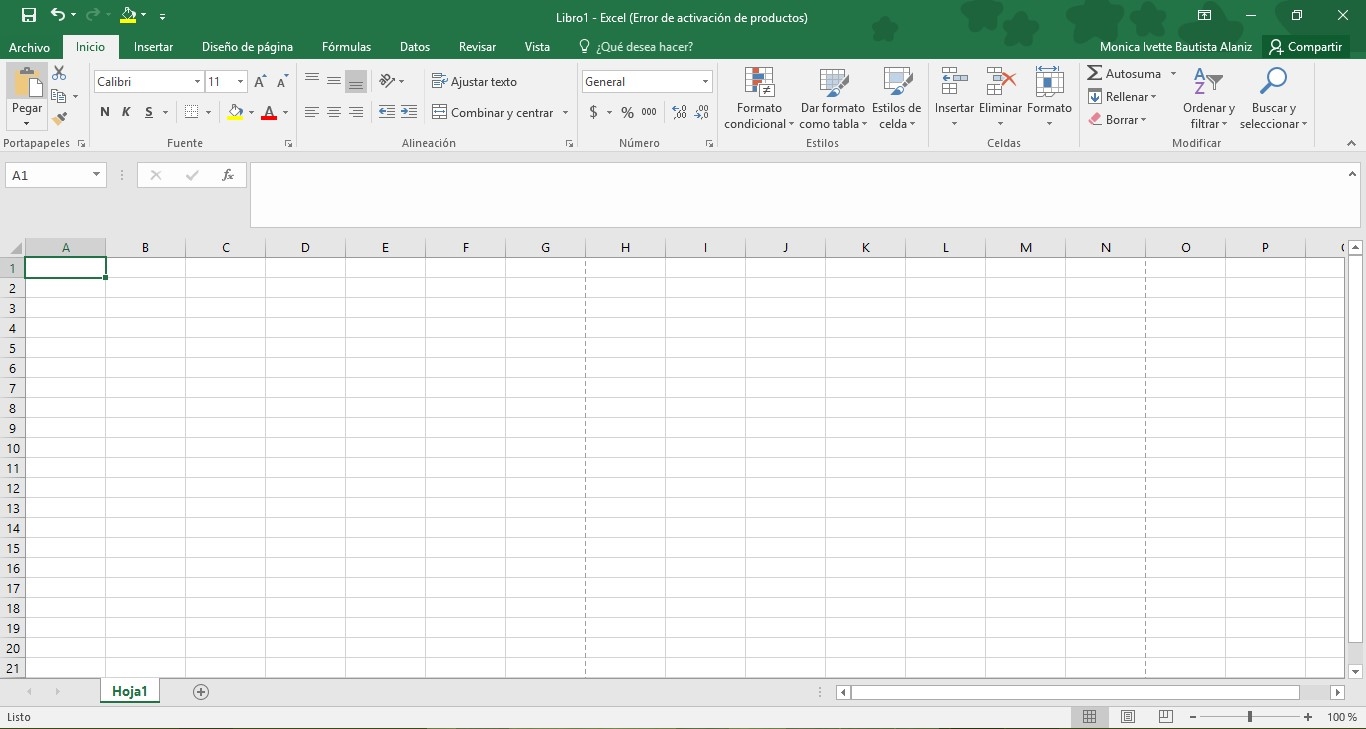 Libro1 - Excel (Error de activación de productos)
Archivo Inicio Insertar Diseño de página Fórmulas Datos Revisar Vista ¿Qué desea hacer? Monica Ivette Bautista Alaniz Compartir
Pegar
Calibri 11
N K S
Ajustar texto
Combinar y centrar
General
$ % 000
Formato condicional
Dar formato como tabla
Estilos de celda
Insertar Eliminar Formato
Autosuma
Rellenar
Borrar
Ordenar y filtrar
Buscar y seleccionar
Portapapeles Fuente Alineación Número Estilos Celdas Modificar
A1 fx
A B C D E F G H I J K L M N O P
1
2
3
4
5
6
7
8
9
10
11
12
13
14
15
16
17
18
19
20
21
Hoja1
Listo 100 %